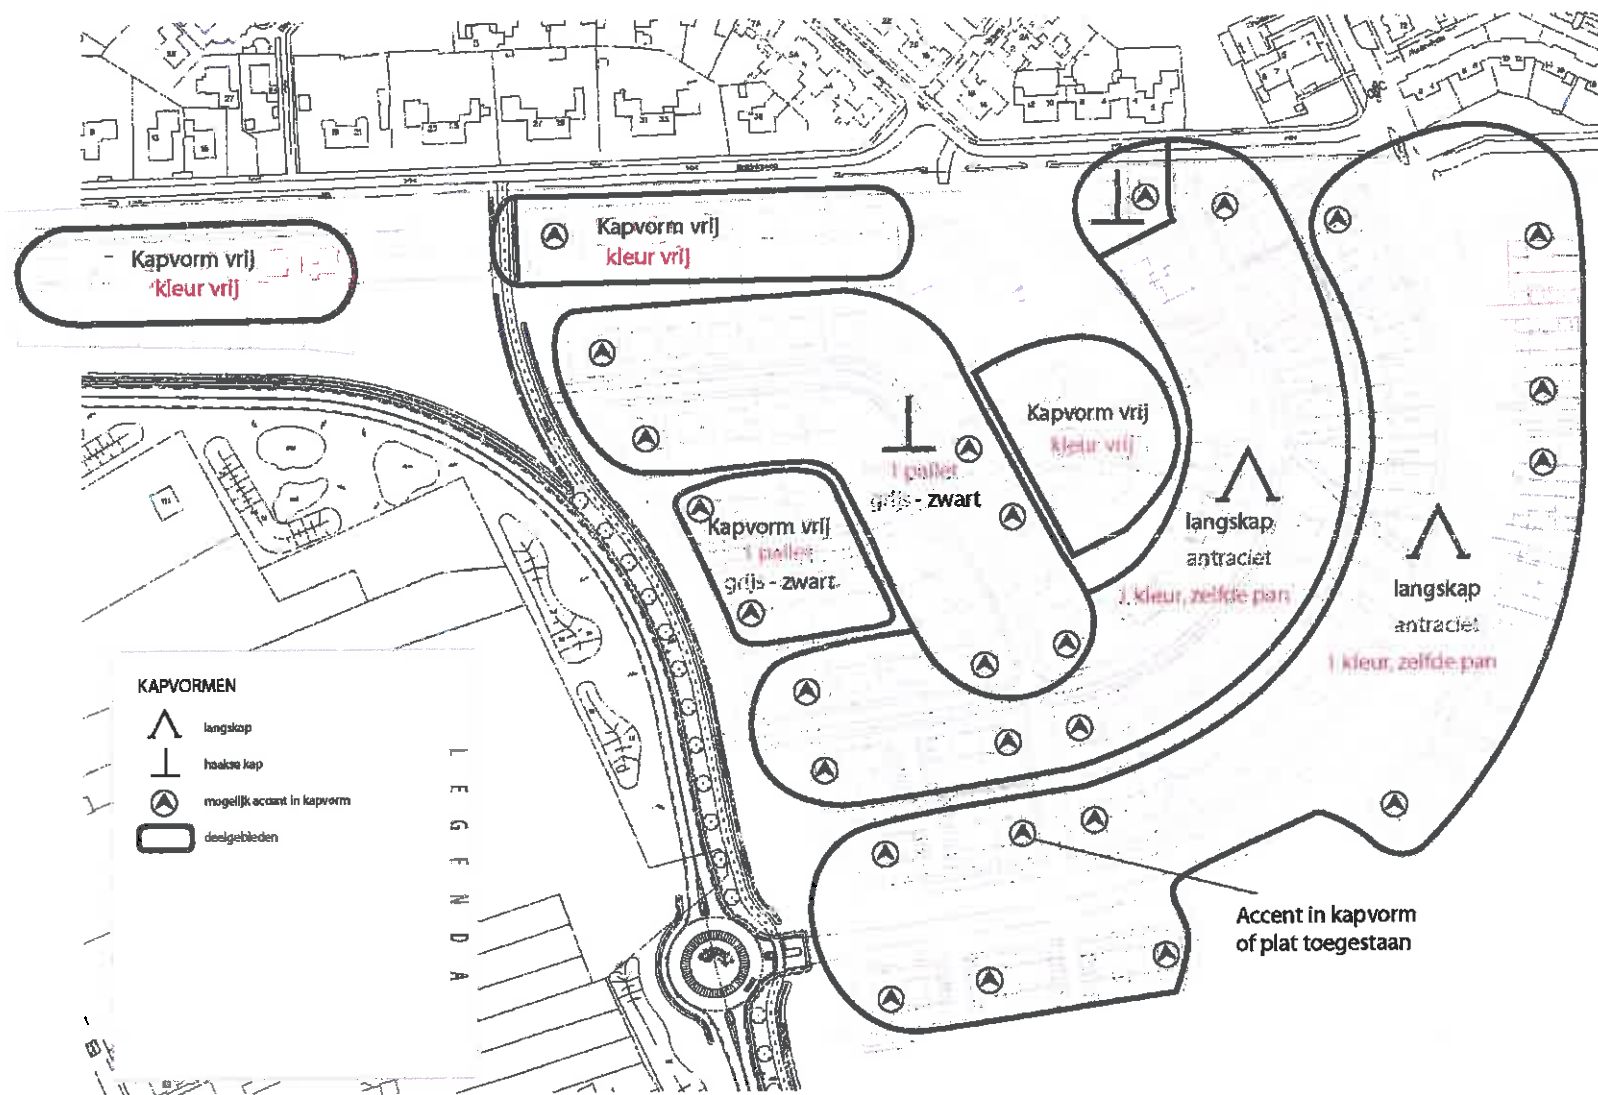 Kapvorm vrij
kleur vrij
Kapvorm vrij
kleur vrij
Kapvorm vrij
kleur vrij
1 pallet
grijs - zwart
Kapvorm vrij
1 pallet
grijs - zwart
langskap
antraciet
1 kleur, zelfde pan
langskap
antraciet
1 kleur, zelfde pan
KAPVORMEN
langskap
haakse kap
mogelijk accent in kapvorm
deelgebieden
LEGENDA
Accent in kapvorm
of plat toegestaan